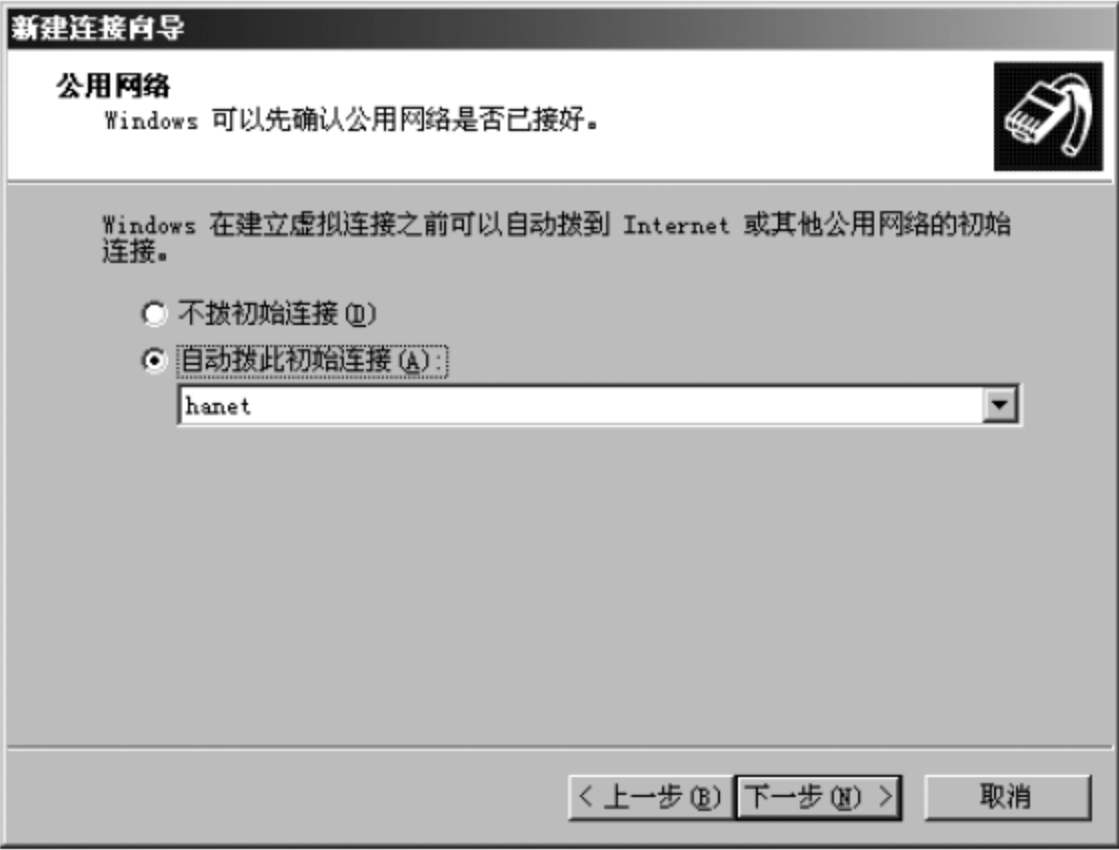 新建连接向导
公用网络
Windows 可以先确认公用网络是否已接好。
Windows 在建立虚拟连接之前可以自动拨到 Internet 或其他公用网络的初始
连接。
不拨初始连接(D)
自动拨此初始连接(A):
hanet
< 上一步(B) 下一步(N) > 取消